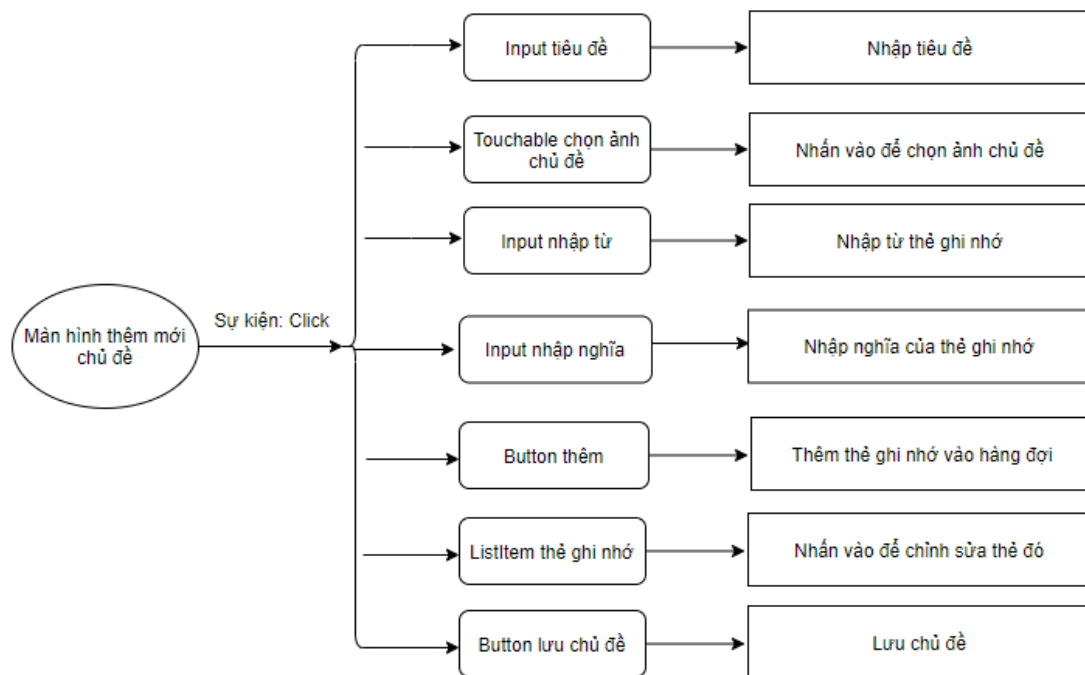 Input tiêu đề
Nhập tiêu đề
Touchable chọn ảnh
chủ đề
Nhấn vào để chọn ảnh chủ đề
Input nhập từ
Nhập từ thẻ ghi nhớ
Màn hình thêm mới
chủ đề
Sự kiện: Click
Input nhập nghĩa
Nhập nghĩa của thẻ ghi nhớ
Button thêm
Thêm thẻ ghi nhớ vào hàng đợi
ListItem thẻ ghi nhớ
Nhấn vào để chỉnh sửa thẻ đó
Button lưu chủ đề
Lưu chủ đề